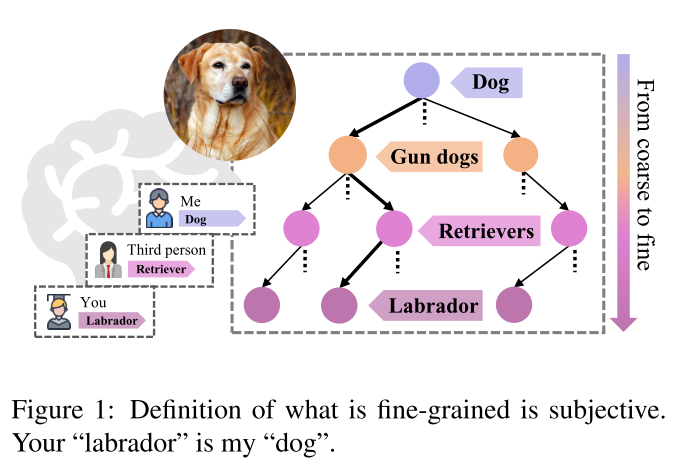 Dog
Gun dogs
Me
Dog
Third person
Retriever
Retrievers
You
Labrador
Labrador
From coarse to fine
Figure 1: Definition of what is fine-grained is subjective.
Your “labrador” is my “dog”.